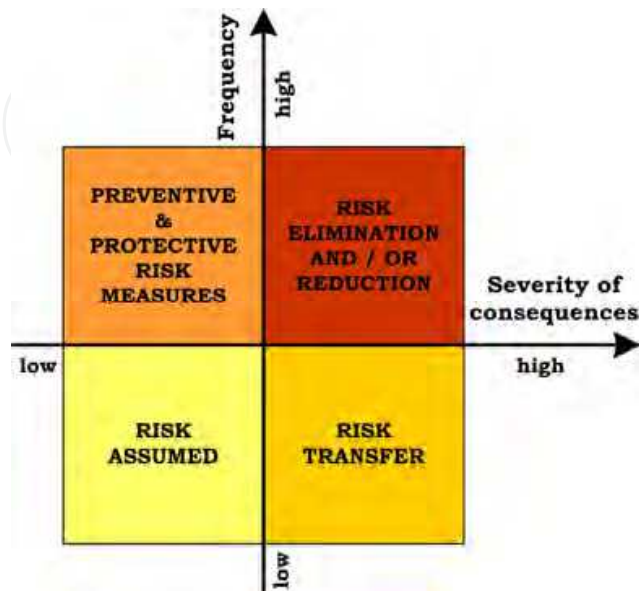 Frequency
high
PREVENTIVE
&
PROTECTIVE
RISK
MEASURES
RISK
ELIMINATION
AND / OR
REDUCTION
Severity of
consequences
low
high
RISK
ASSUMED
RISK
TRANSFER
low